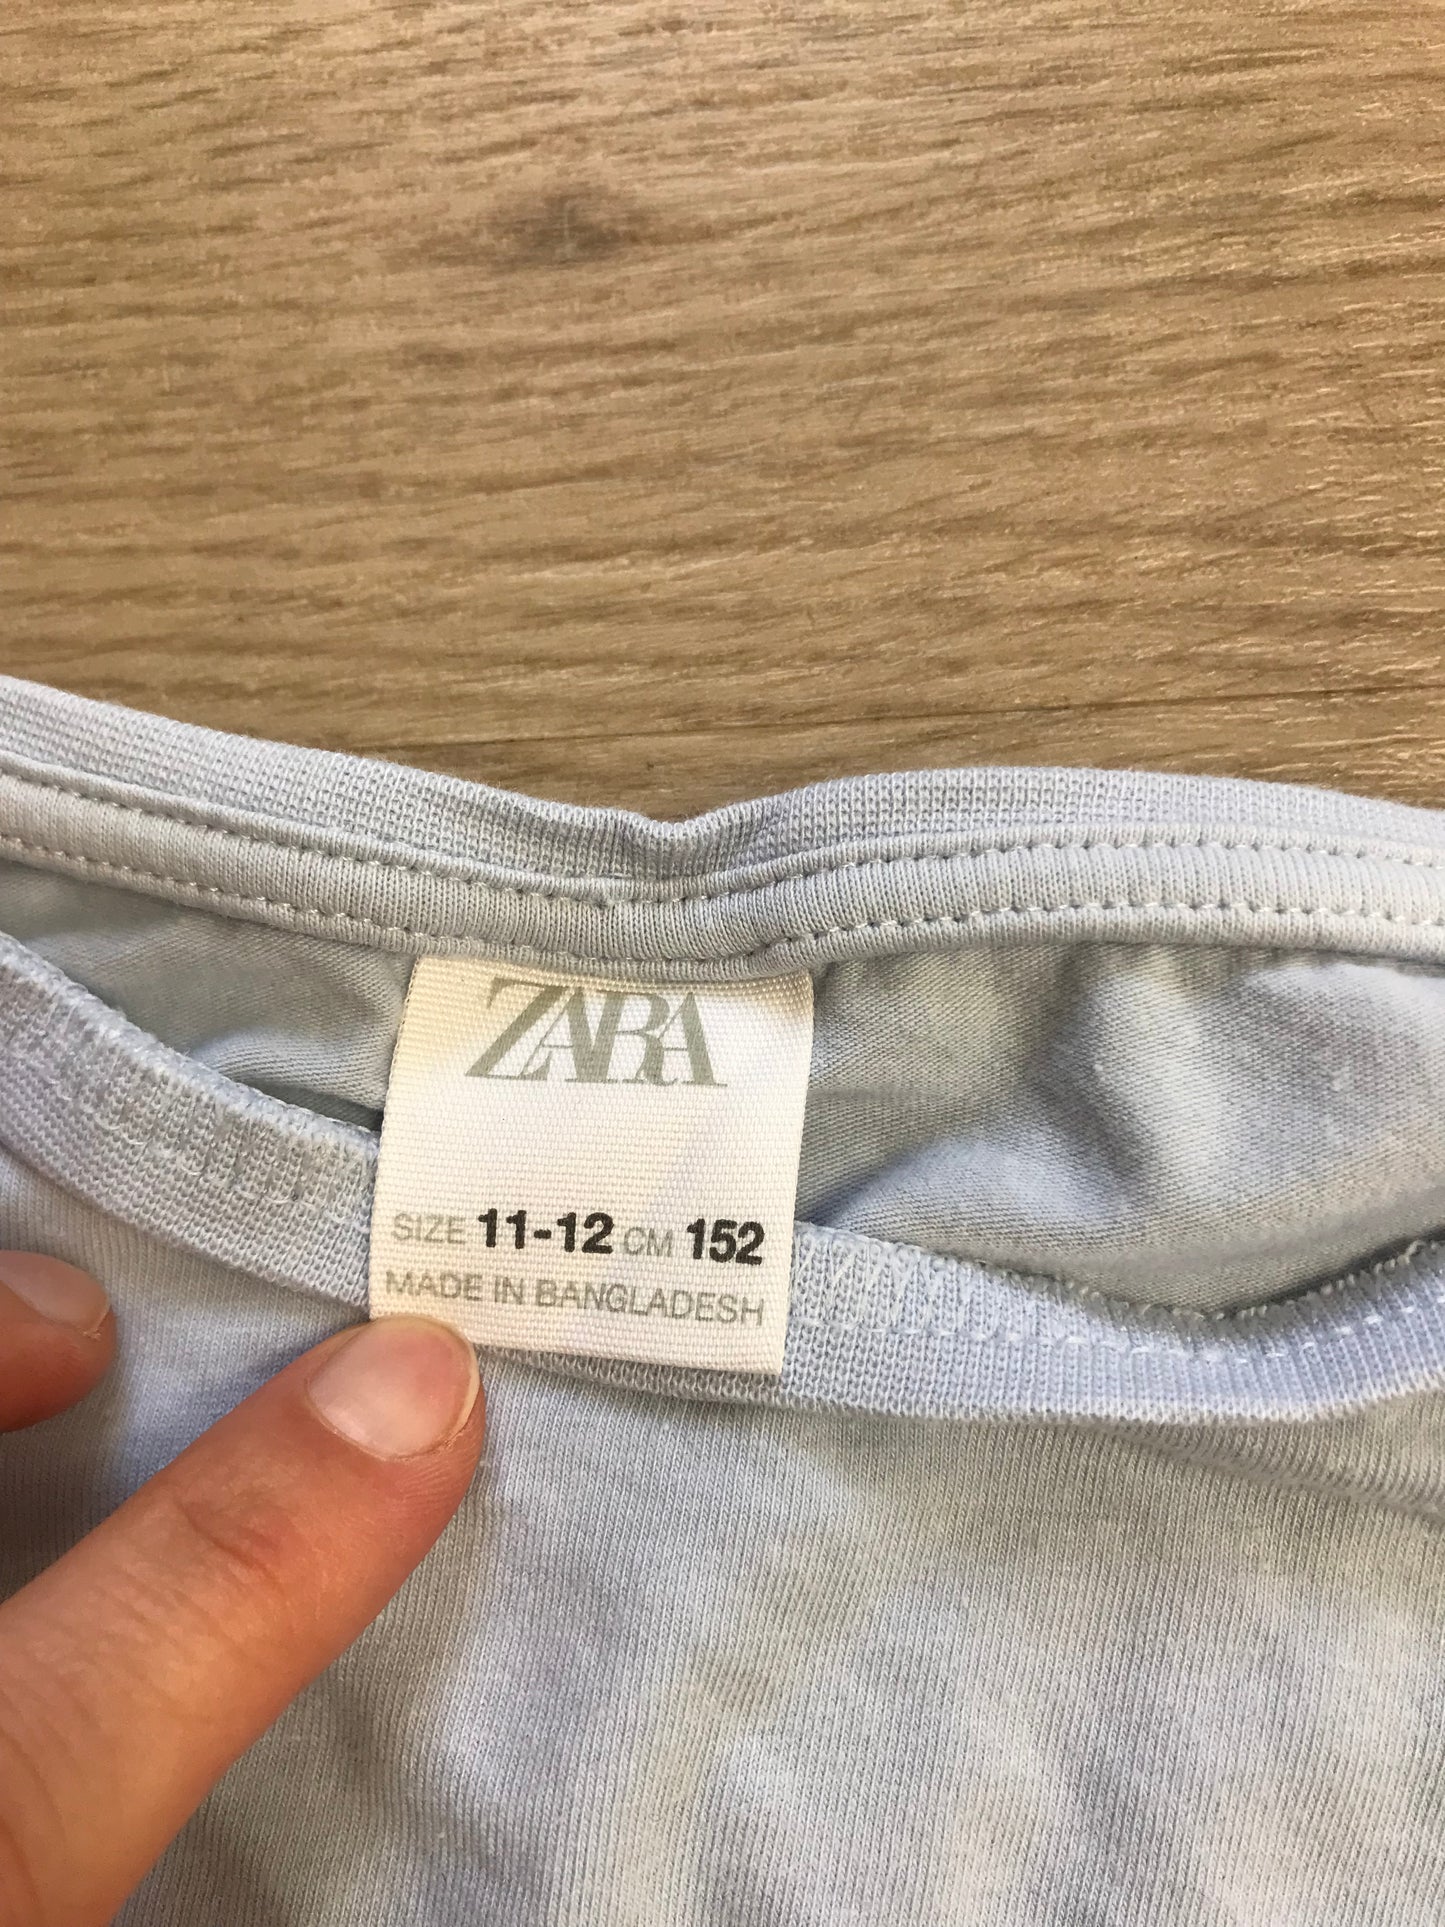 ZARA
SIZE 11-12 CM 152
MADE IN BANGLADESH